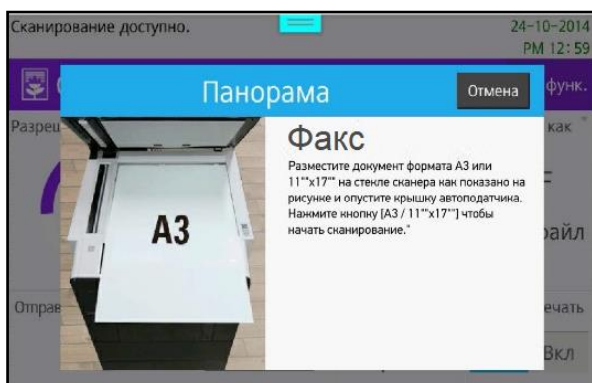 Сканирование доступно.
24-10-2014
PM 12:59
Панорама
Отмена
функ.
Разреш
как
Факс
Разместите документ формата А3 или
11""x17"" на стекле сканера как показано на
рисунке и опустите крышку автоподатчика.
Нажмите кнопку [A3 / 11""x17""] чтобы
начать сканирование."
A3
айл
Отправ
ечать
Вкл